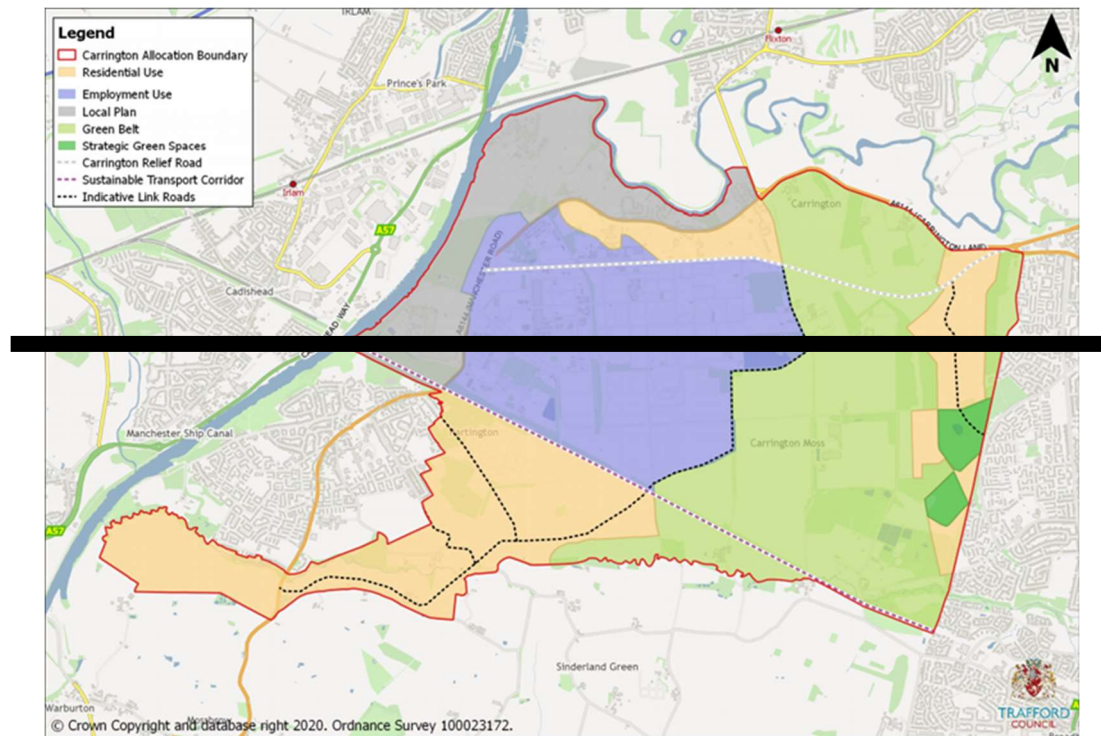 IRLAM
Flixton
N
Legend
Carrington Allocation Boundary
Residential Use
Employment Use
Local Plan
Green Belt
Strategic Green Spaces
Carrington Relief Road
Sustainable Transport Corridor
Indicative Link Roads
Prince's Park
Irlam
Carrington
A57
Cadishead
Manchester Ship Canal
Carrington Moss
A57
Sinderland Green
Warburton
© Crown Copyright and database right 2020. Ordnance Survey 100023172.
TRAFFORD
COUNCIL